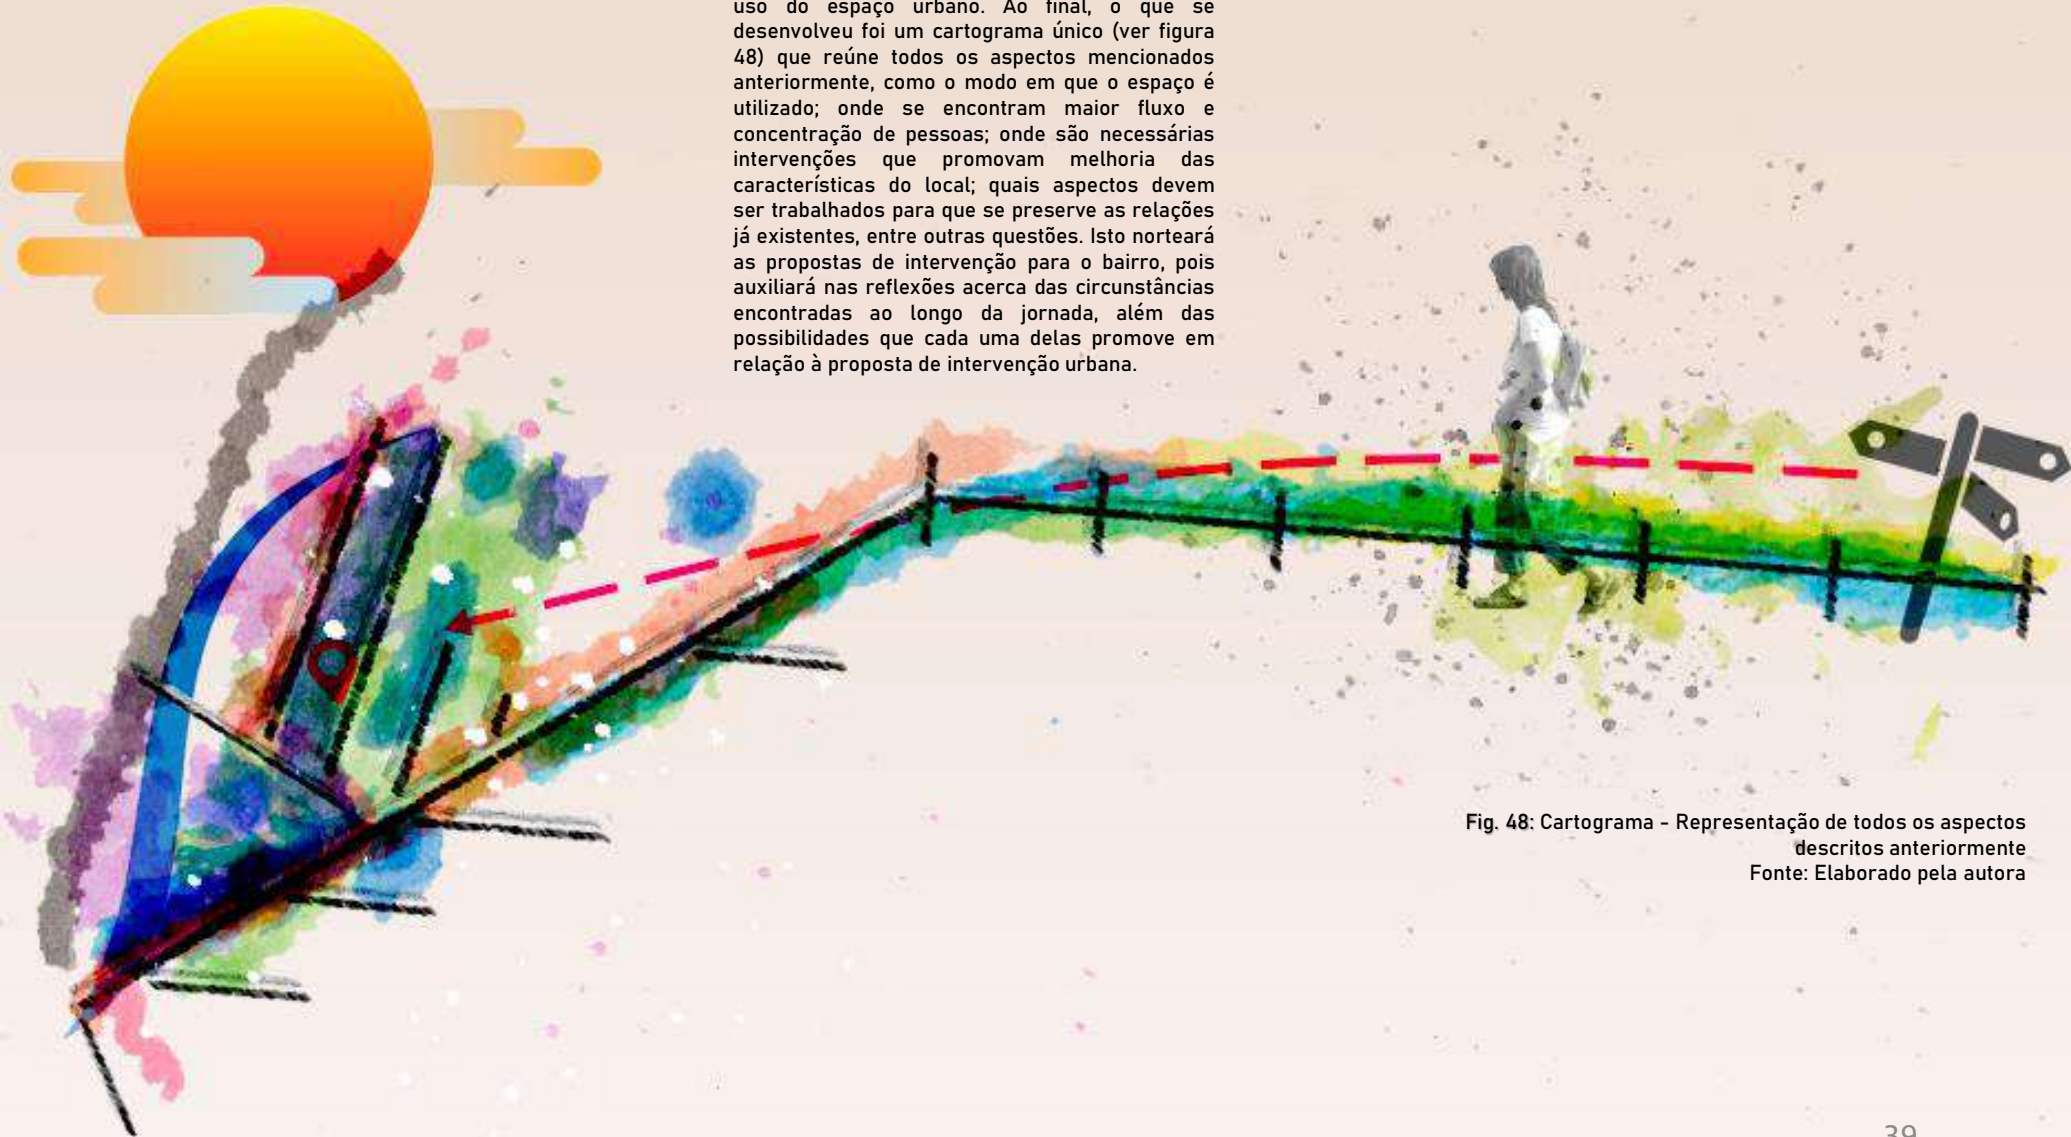 uso do espaço urbano. Ao final, o que se
desenvolveu foi um cartograma único (ver figura
48) que reúne todos os aspectos mencionados
anteriormente, como o modo em que o espaço é
utilizado; onde se encontram maior fluxo e
concentração de pessoas; onde são necessárias
intervenções que promovam melhoria das
características do local; quais aspectos devem
ser trabalhados para que se preserve as relações
já existentes, entre outras questões. Isto norteará
as propostas de intervenção para o bairro, pois
auxiliará nas reflexões acerca das circunstâncias
encontradas ao longo da jornada, além das
possibilidades que cada uma delas promove em
relação à proposta de intervenção urbana.
Fig. 48: Cartograma - Representação de todos os aspectos
descritos anteriormente
Fonte: Elaborado pela autora
39